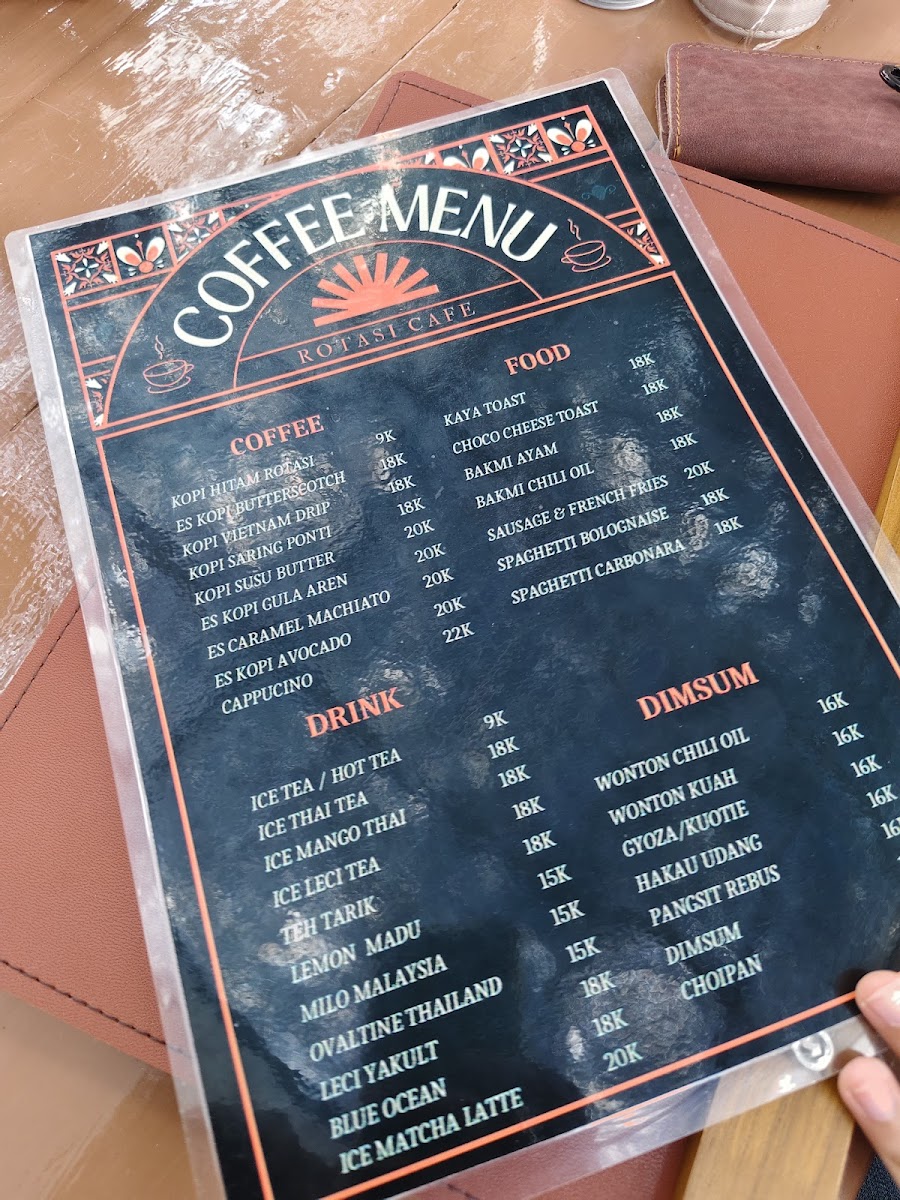 COFFEE MENU
ROTASI CAFE
COFFEE
KOPI HITAM ROTASI 9K
ES KOPI BUTTERSCOTCH 18K
KOPI VIETNAM DRIP 18K
KOPI SARING PONTI 18K
KOPI SUSU BUTTER 20K
ES KOPI GULA AREN 20K
ES CARAMEL MACHIATO 20K
ES KOPI AVOCADO 20K
CAPPUCINO 22K
FOOD
KAYA TOAST 18K
CHOCO CHEESE TOAST 18K
BAKMI AYAM 18K
BAKMI CHILI OIL 18K
SAUSAGE & FRENCH FRIES 20K
SPAGHETTI BOLOGNAISE 18K
SPAGHETTI CARBONARA 18K
DRINK
ICE TEA / HOT TEA 9K
ICE THAI TEA 18K
ICE MANGO THAI 18K
ICE LECI TEA 18K
TEH TARIK 18K
LEMON MADU 15K
MILO MALAYSIA 15K
OVALTINE THAILAND 15K
LECI YAKULT 18K
BLUE OCEAN 18K
ICE MATCHA LATTE 20K
DIMSUM
WONTON CHILI OIL 16K
WONTON KUAH 16K
GYOZA/KUOTIE 16K
HAKAU UDANG 16K
PANGSIT REBUS
DIMSUM
CHOIPAN